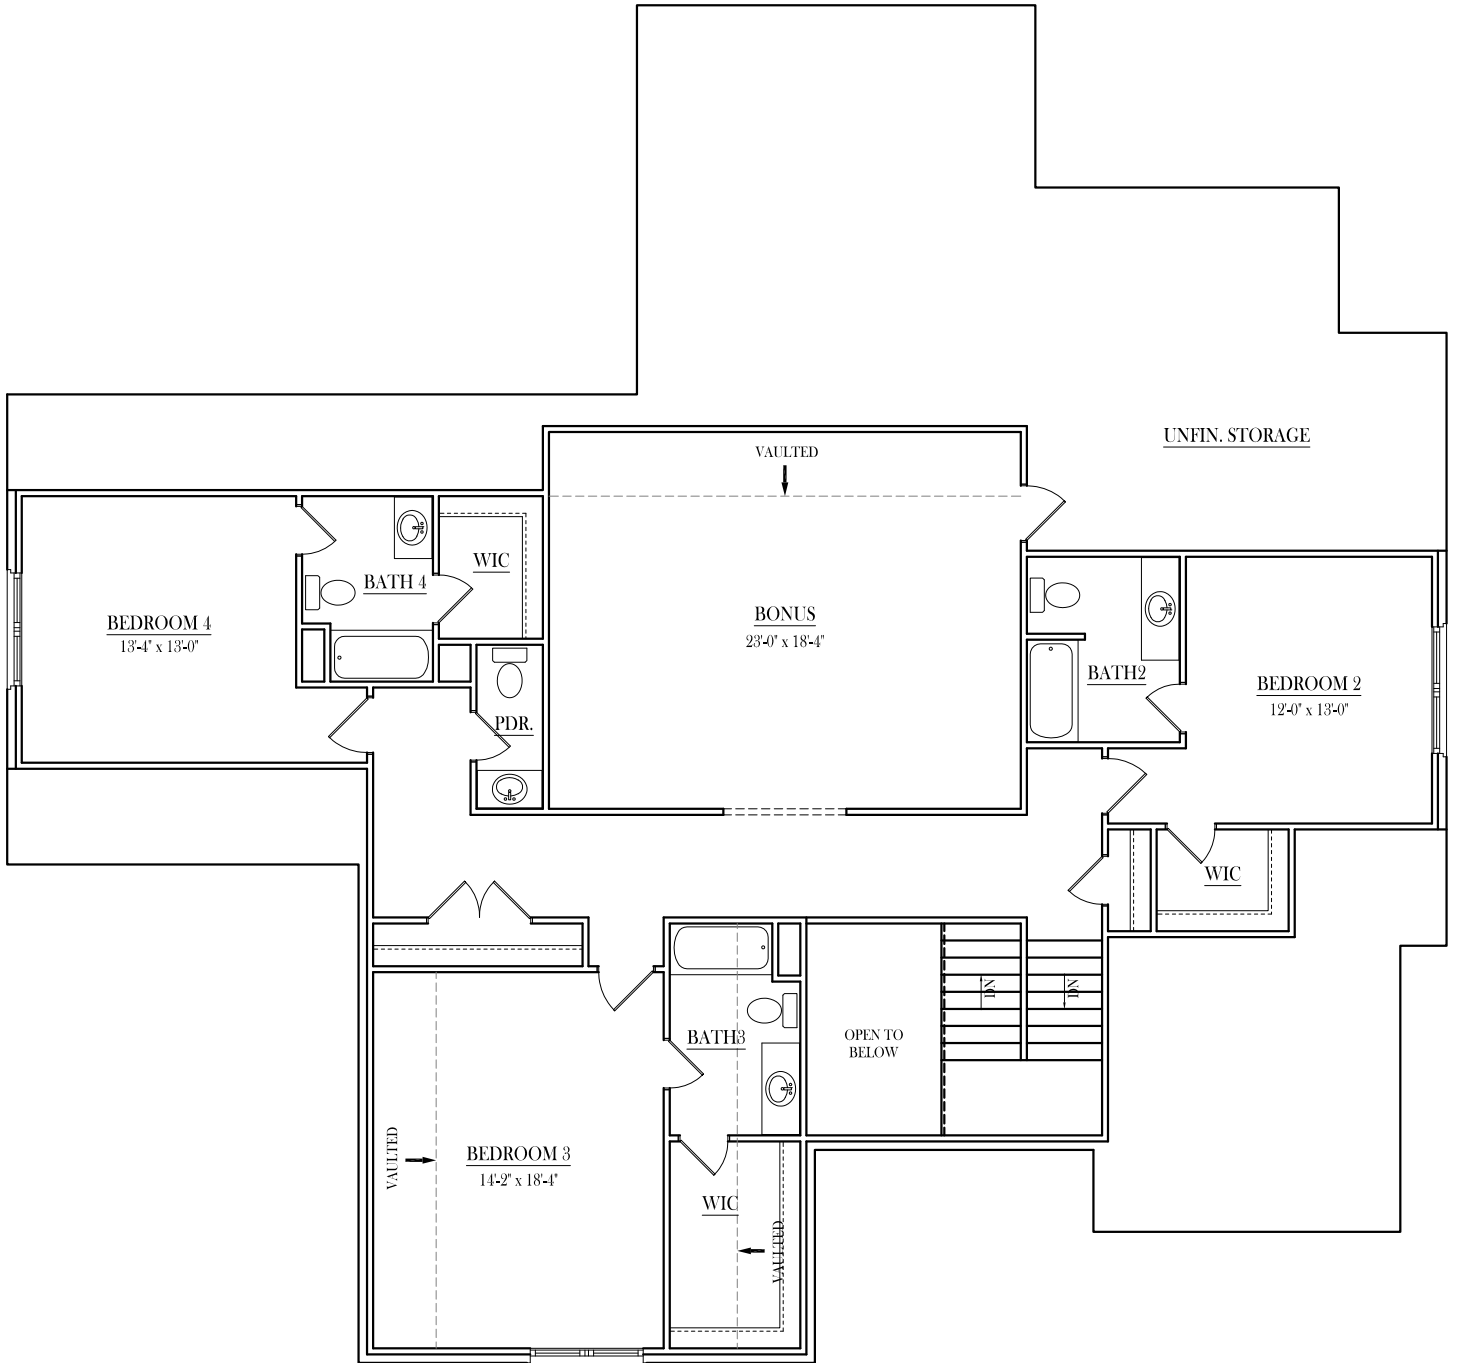 UNFIN. STORAGE
VAULTED
WIC
BATH 4
BEDROOM 4
13'-4" x 13'-0"
BONUS
23'-0" x 18'-4"
BATH2
BEDROOM 2
12'-0" x 13'-0"
PDR.
WIC
DN
DN
OPEN TO
BELOW
BATH3
VAULTED
BEDROOM 3
14'-2" x 18'-4"
WIC
VAULTED